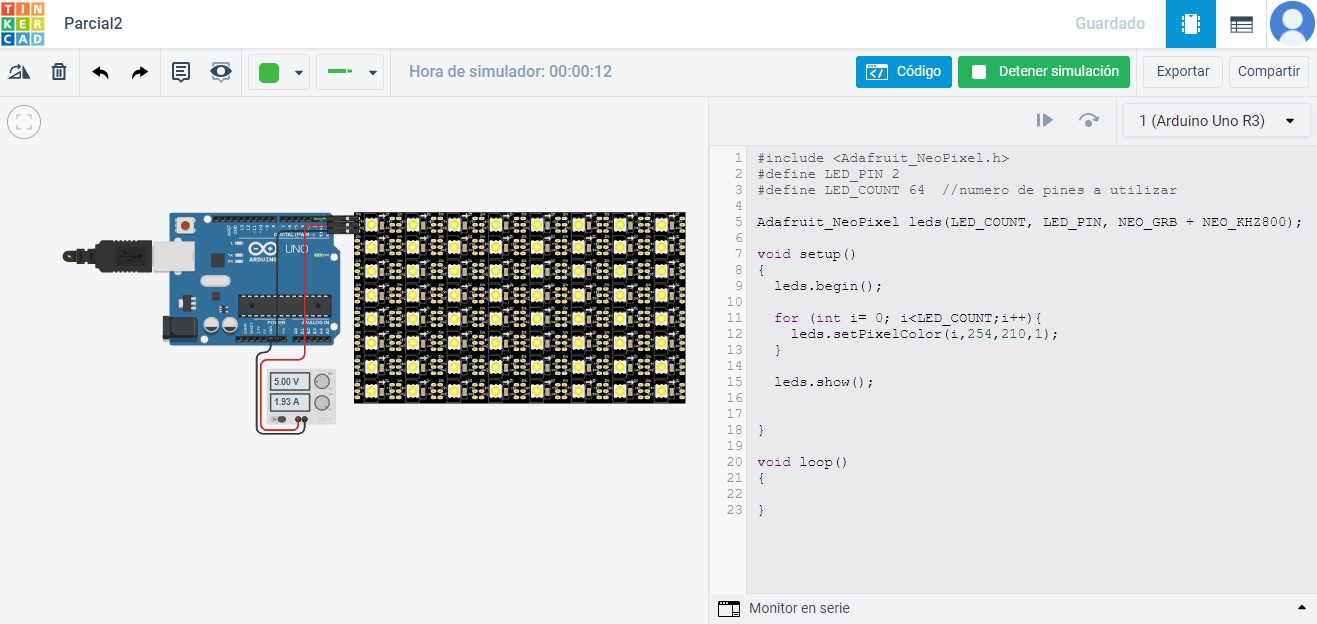 TIN
KER
CAD
Parcial2
Guardado
Hora de simulador: 00:00:12
Código
Detener simulación
Exportar
Compartir
1 (Arduino Uno R3)
UNO
ARDUINO
5.00 V
1.93 A
1 #include <Adafruit_NeoPixel.h>
2 #define LED_PIN 2
3 #define LED_COUNT 64  //numero de pines a utilizar
4
5 Adafruit_NeoPixel leds(LED_COUNT, LED_PIN, NEO_GRB + NEO_KHZ800);
6
7 void setup()
8 {
9   leds.begin();
10
11   for (int i= 0; i<LED_COUNT;i++){
12     leds.setPixelColor(i,254,210,1);
13   }
14
15   leds.show();
16
17
18 }
19
20 void loop()
21 {
22
23 }
Monitor en serie